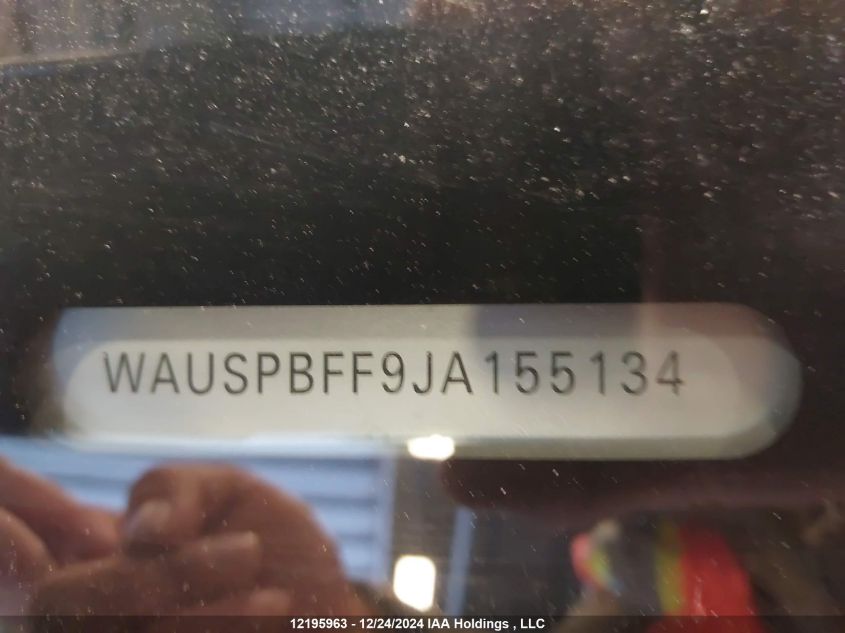 WAUSPBFF9JA155134
12195963 - 12/24/2024 IAA Holdings , LLC